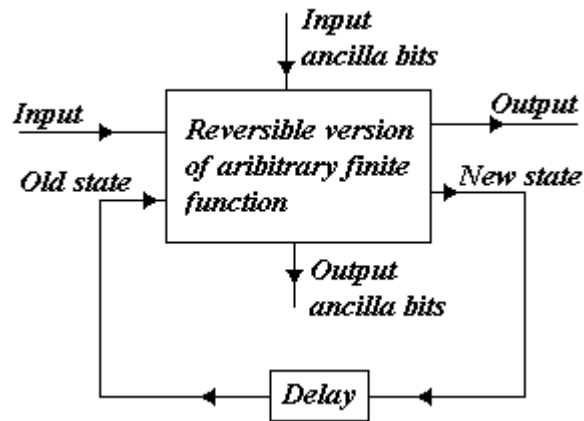 Input
ancilla bits
Input
Output
Reversible version
of aribitrary finite
function
Old state
New state
Output
ancilla bits
Delay